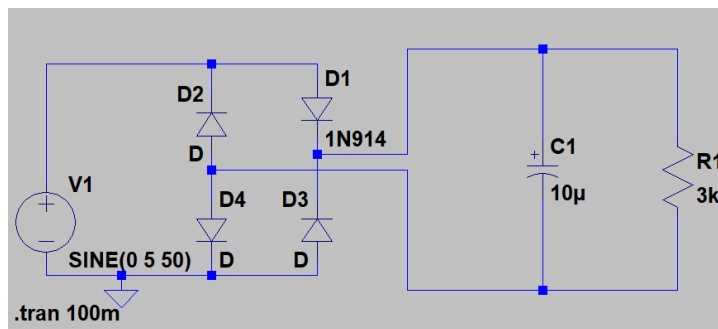 D1
D2
1N914
D
C1
R1
V1
D4
D3
10µ
3k
SINE(0 5 50)
D
D
.tran 100m